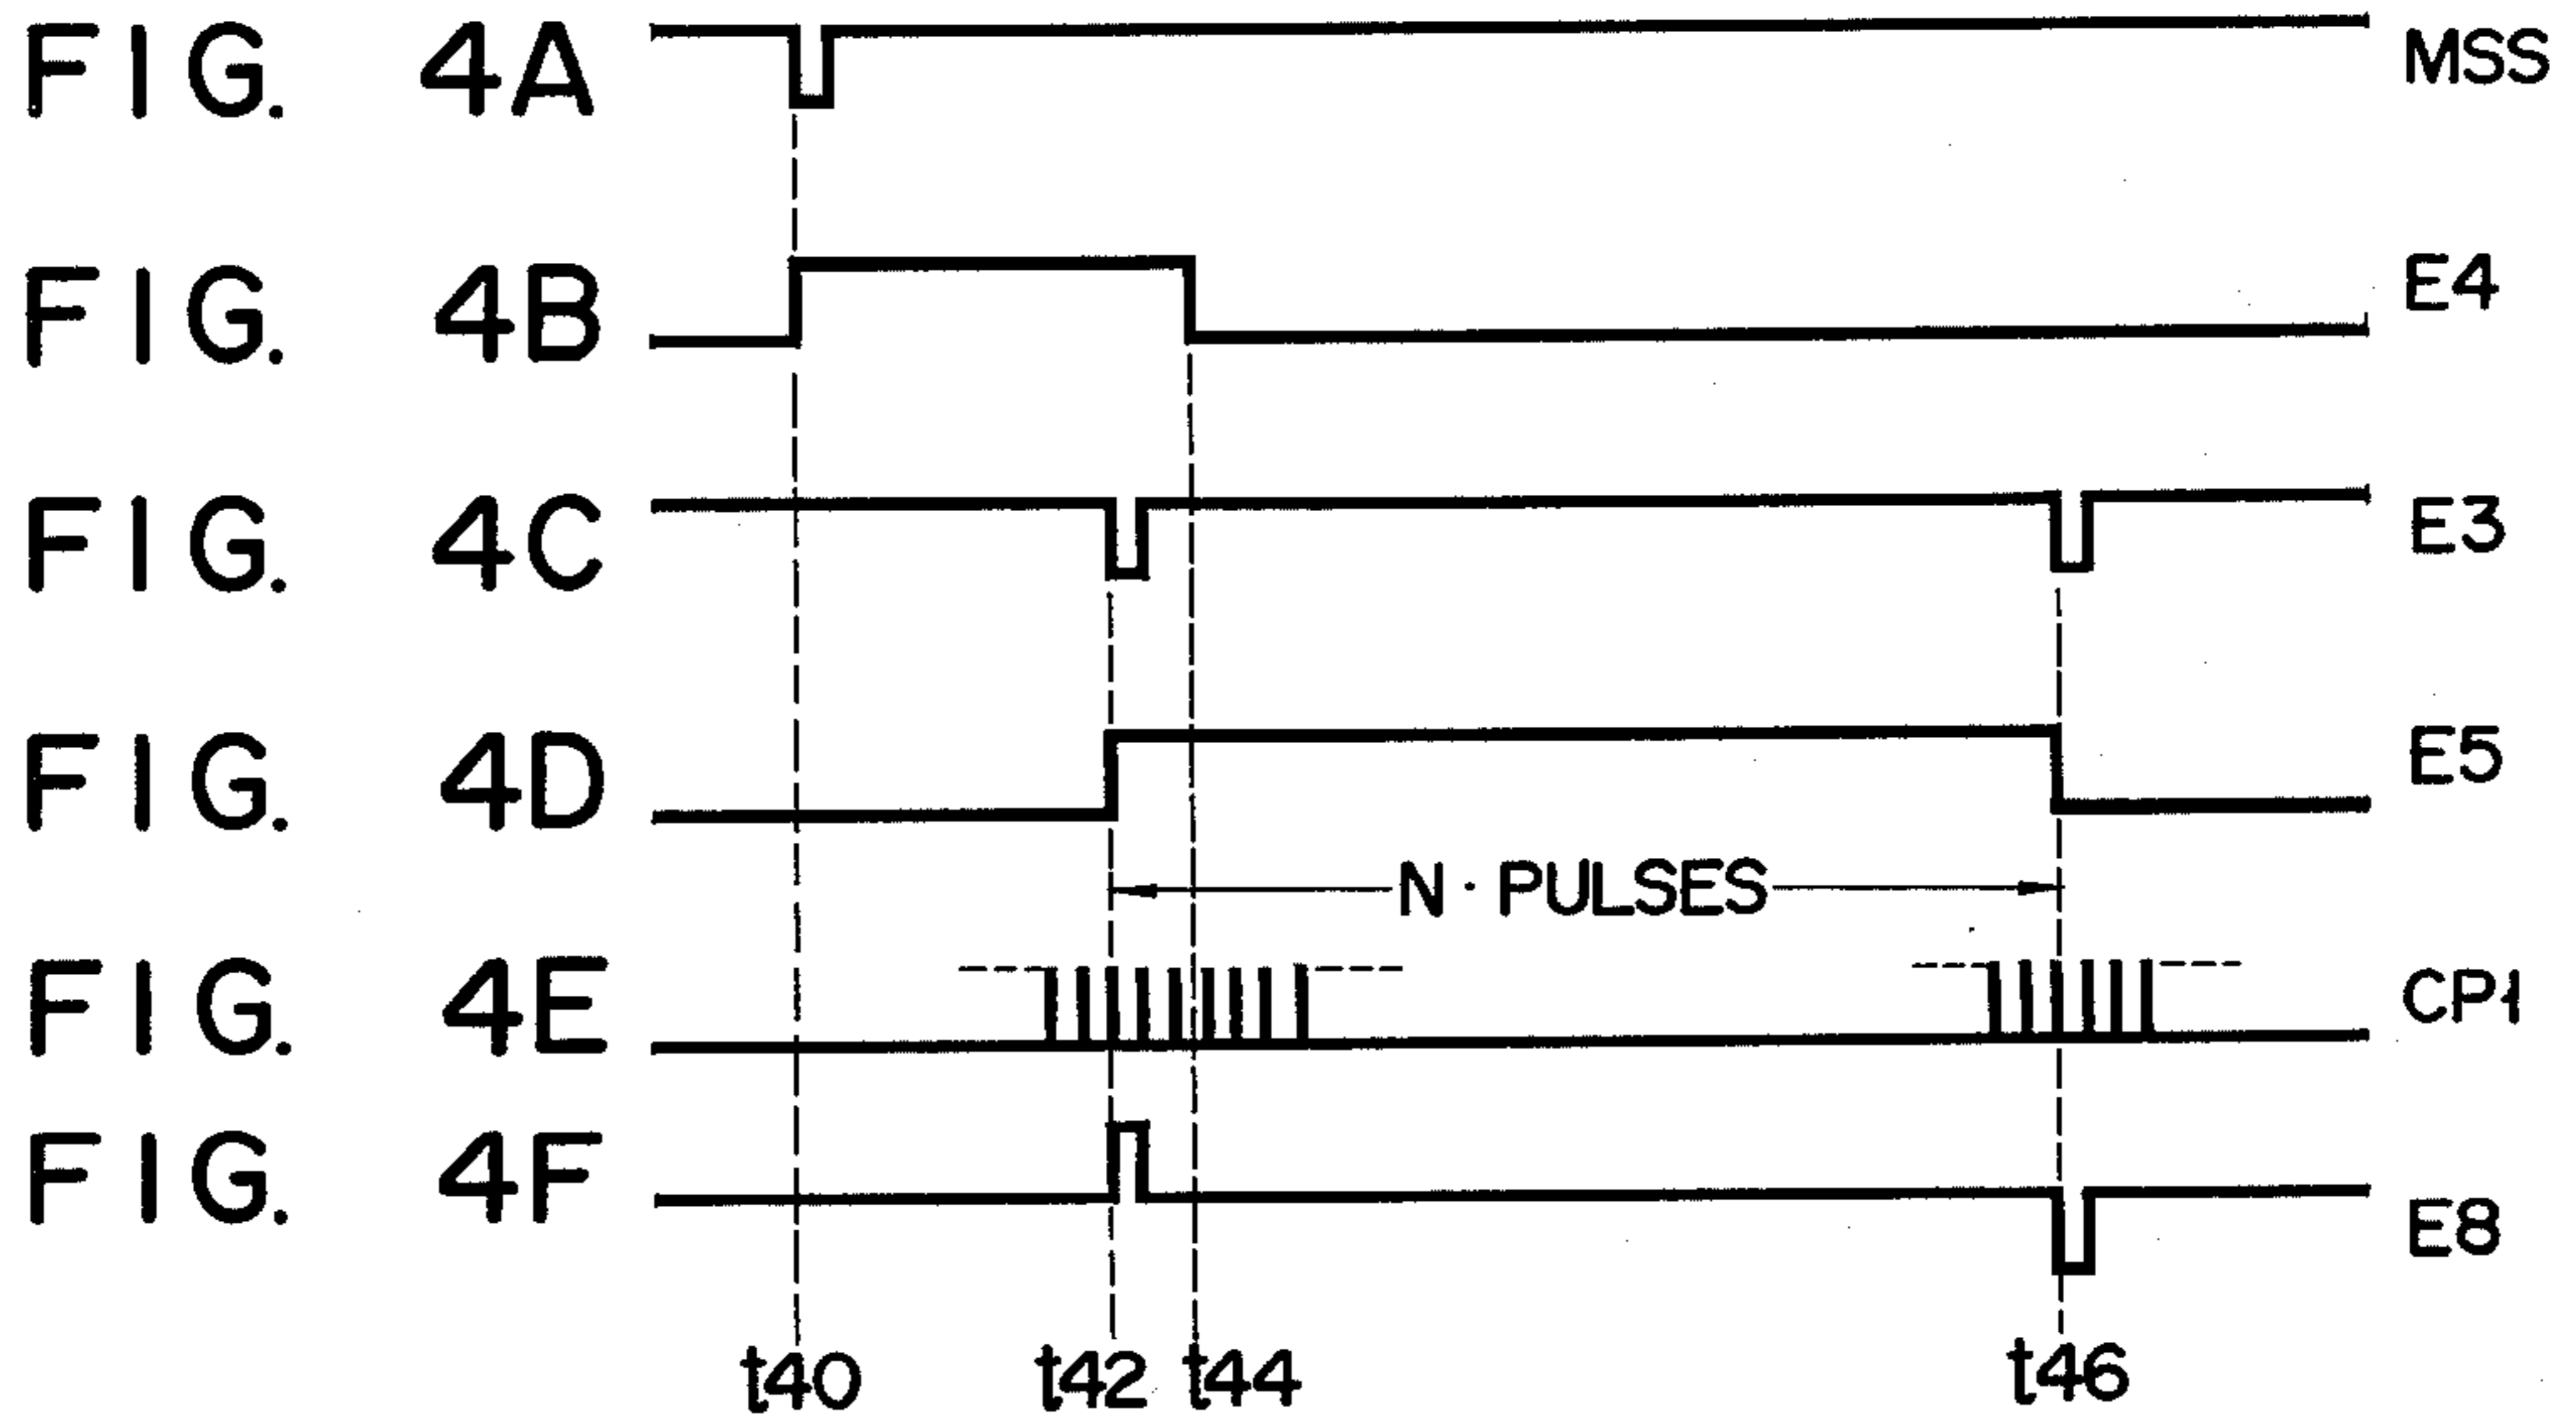 FIG. 4A MSS
FIG. 4B E4
FIG. 4C E3
FIG. 4D E5
N · PULSES
FIG. 4E CP1
FIG. 4F E8
t40 t42 t44 t46